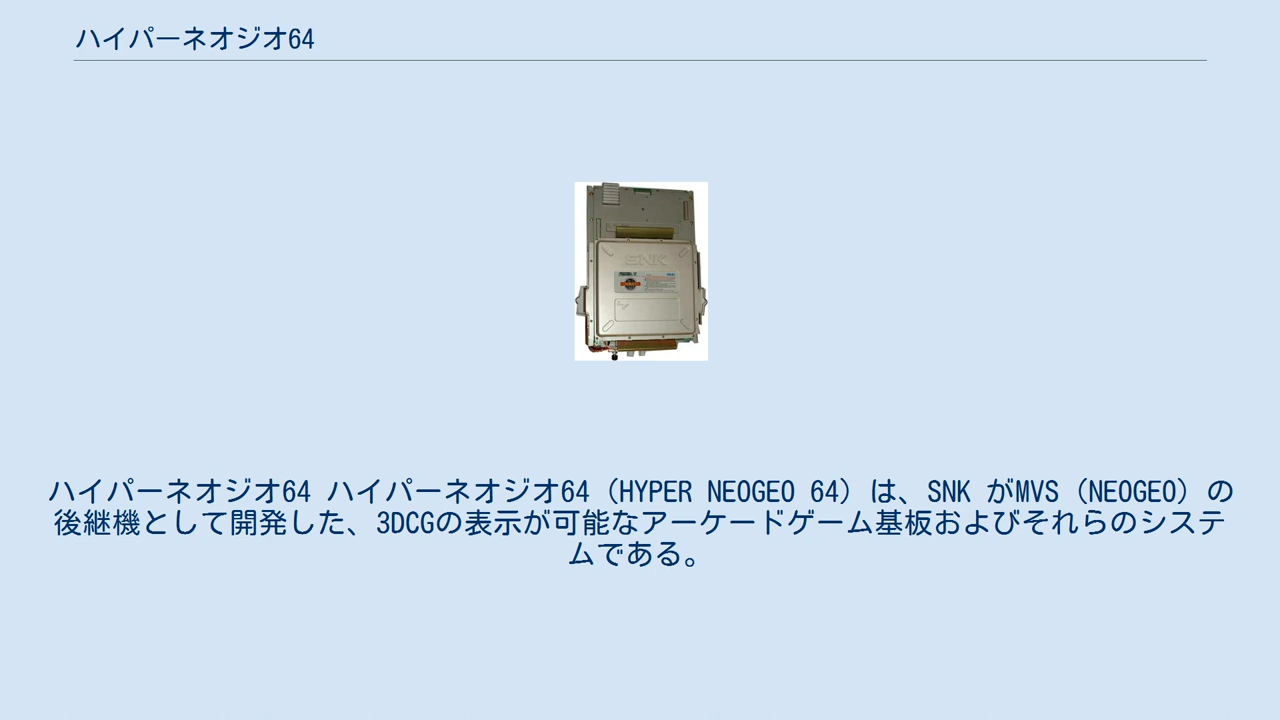 ハイパーネオジオ64
SNK
ハイパーネオジオ64 ハイパーネオジオ64（HYPER NEOGEO 64）は、SNK がMVS（NEOGEO）の
後継機として開発した、3DCGの表示が可能なアーケードゲーム基板およびそれらのシステ
ムである。